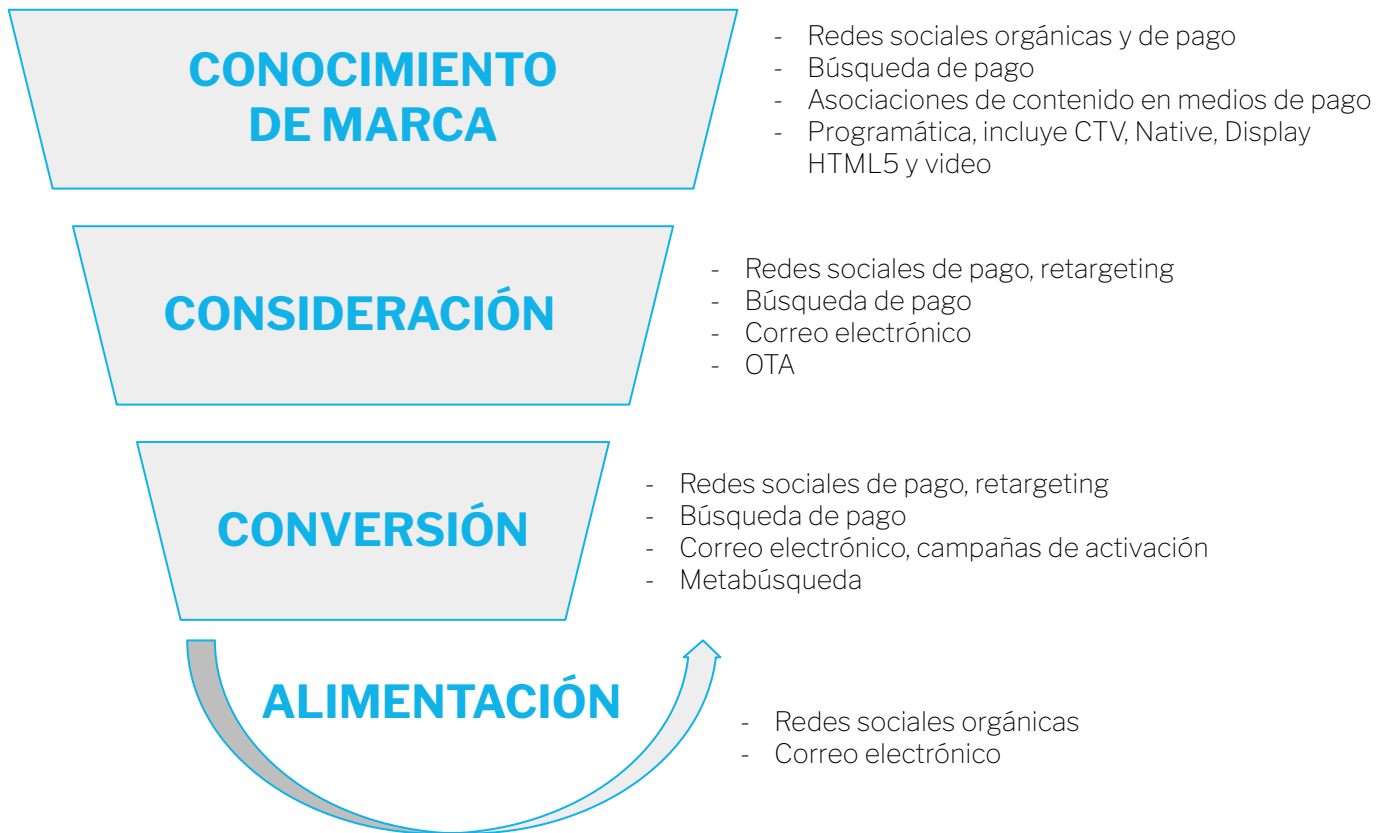 CONOCIMIENTO
DE MARCA
- Redes sociales orgánicas y de pago
- Búsqueda de pago
- Asociaciones de contenido en medios de pago
- Programática, incluye CTV, Native, Display
HTML5 y video
CONSIDERACIÓN
- Redes sociales de pago, retargeting
- Búsqueda de pago
- Correo electrónico
- OTA
CONVERSIÓN
- Redes sociales de pago, retargeting
- Búsqueda de pago
- Correo electrónico, campañas de activación
- Metabúsqueda
ALIMENTACIÓN
- Redes sociales orgánicas
- Correo electrónico